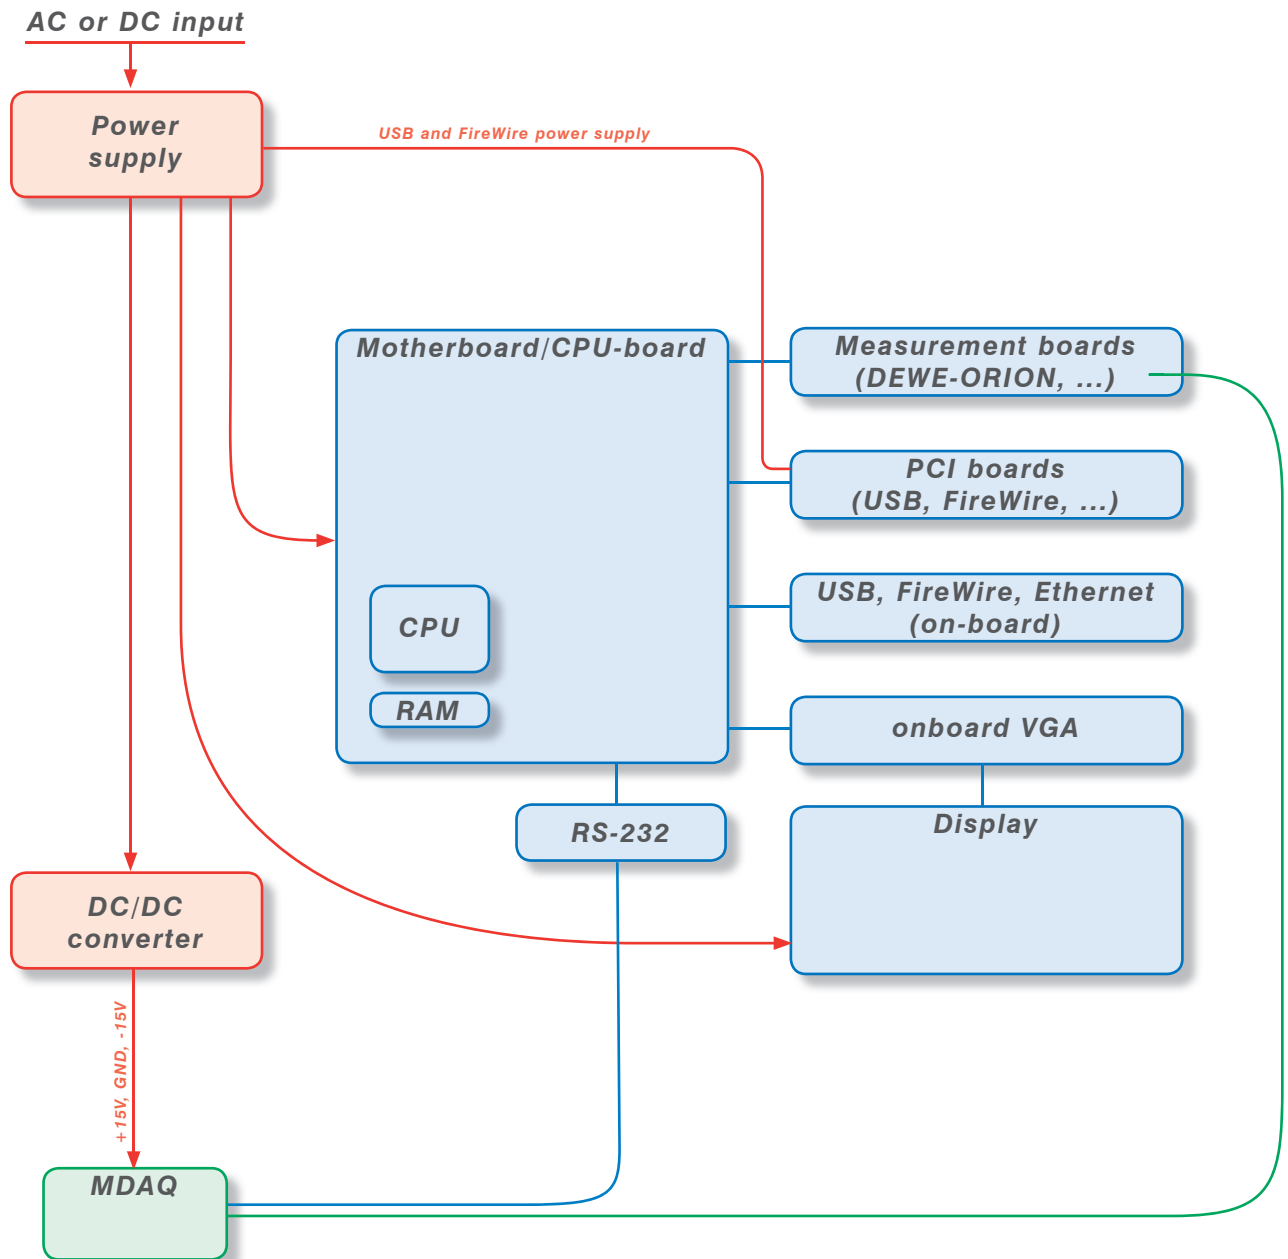 AC or DC input
Power
supply
USB and FireWire power supply
Motherboard/CPU-board
Measurement boards
(DEWE-ORION, ...)
PCI boards
(USB, FireWire, ...)
USB, FireWire, Ethernet
(on-board)
CPU
RAM
onboard VGA
RS-232
Display
DC/DC
converter
+15V, GND, -15V
MDAQ